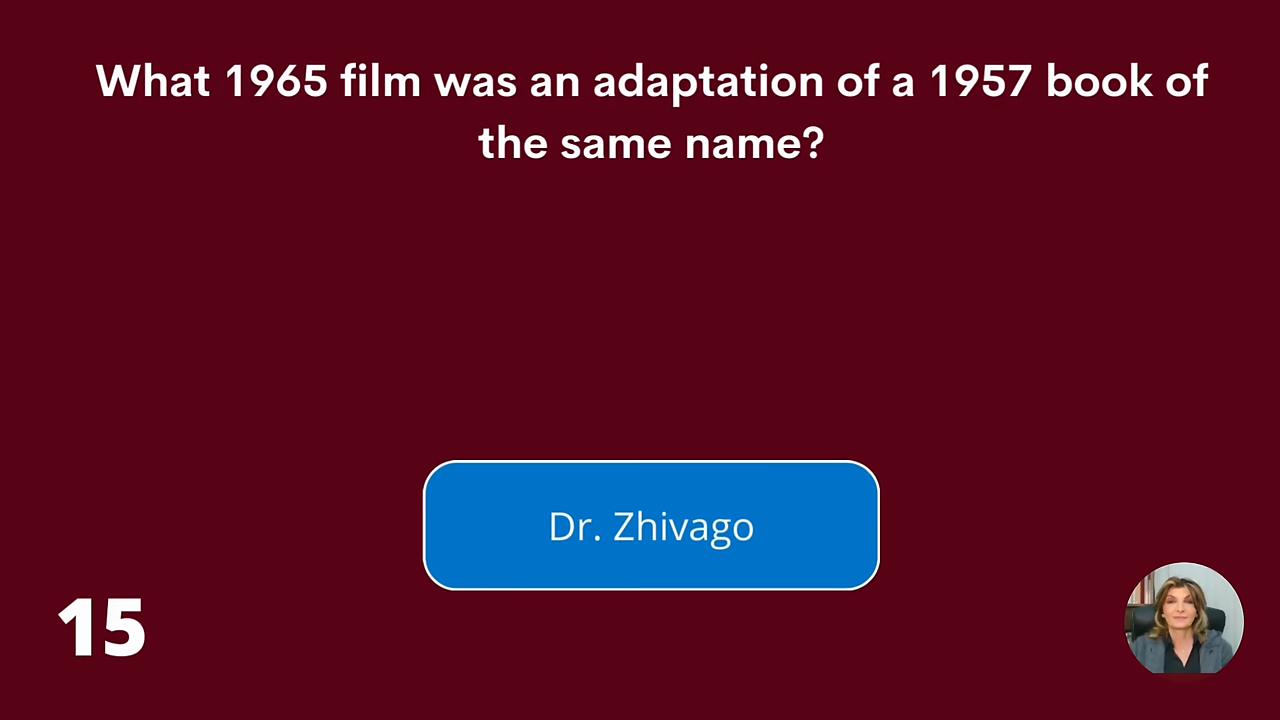 What 1965 film was an adaptation of a 1957 book of
the same name?
Dr. Zhivago
15